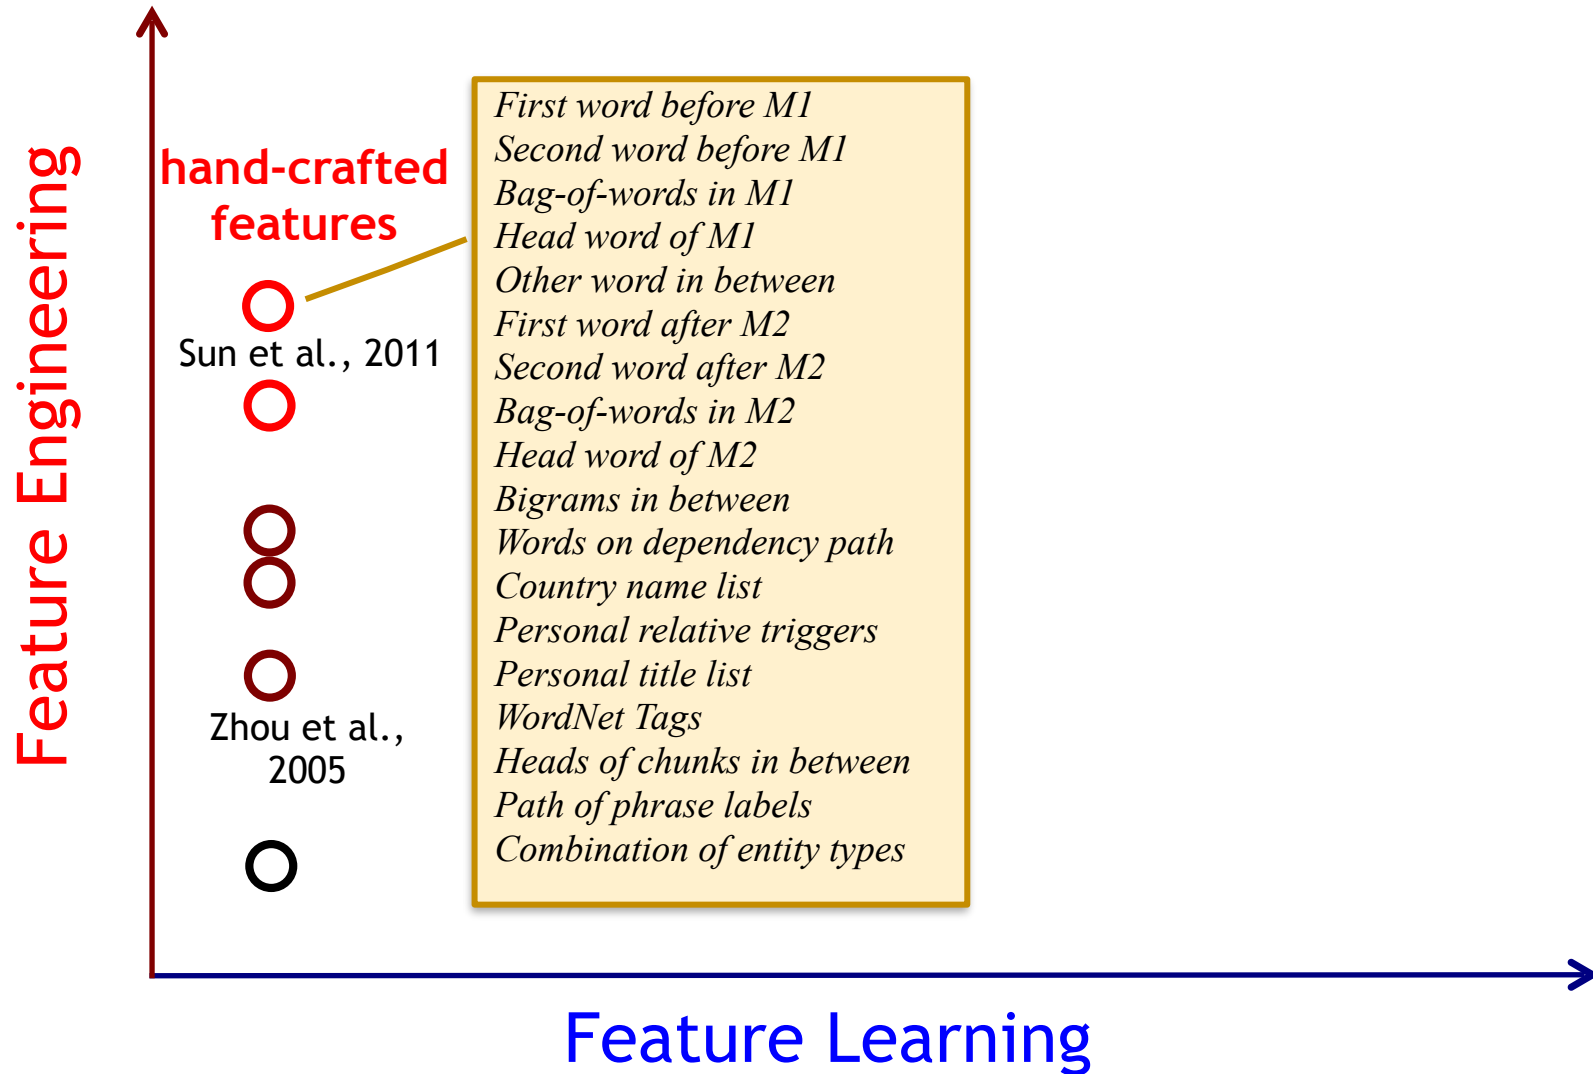 Feature Engineering
hand-crafted
features
Sun et al., 2011
Zhou et al.,
2005
First word before M1
Second word before M1
Bag-of-words in M1
Head word of M1
Other word in between
First word after M2
Second word after M2
Bag-of-words in M2
Head word of M2
Bigrams in between
Words on dependency path
Country name list
Personal relative triggers
Personal title list
WordNet Tags
Heads of chunks in between
Path of phrase labels
Combination of entity types
Feature Learning